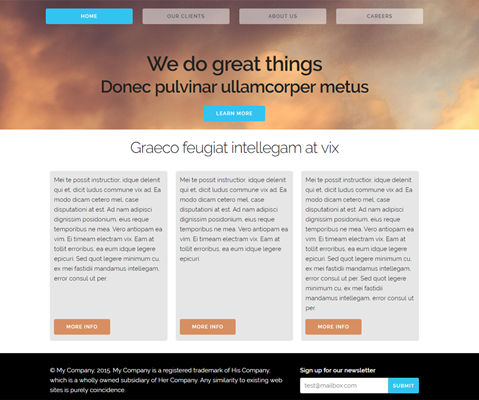 HOME OUR CLIENTS ABOUT US CAREERS
We do great things
Donec pulvinar ullamcorper metus
LEARN MORE
Graeco feugiat intellegam at vix
Mei te possit instructior, idque delenit
qui et, dicit ludus commune vix ad. Ea
modo dicam cetero mel, case
disputationi at est. Ad nam adipisci
dignissim posidonium, eius reque
temporibus ne mea. Vero antiopam ea
vim. Ei timeam electram vix. Eam at
tollit erroribus, ea eum idque legere
epicuri. Sed quot legere minimum cu,
ex mei fastidii mandamus intellegam,
error consul ut per.
MORE INFO
Mei te possit instructior, idque delenit
qui et, dicit ludus commune vix ad. Ea
modo dicam cetero mel, case
disputationi at est. Ad nam adipisci
dignissim posidonium, eius reque
temporibus ne mea. Vero antiopam ea
vim. Ei timeam electram vix. Eam at
tollit erroribus, ea eum idque legere
epicuri.
MORE INFO
Mei te possit instructior, idque delenit
qui et, dicit ludus commune vix ad. Ea
modo dicam cetero mel, case
disputationi at est. Ad nam adipisci
dignissim posidonium, eius reque
temporibus ne mea. Vero antiopam ea
vim. Ei timeam electram vix. Eam at
tollit erroribus, ea eum idque legere
epicuri. Sed quot legere minimum cu,
ex mei fastidii mandamus intellegam,
error consul ut per. Sed quot legere
minimum cu, ex mei fastidii
mandamus intellegam, error consul ut
per.
MORE INFO
© My Company, 2015. My Company is a registered trademark of His Company,
which is a wholly owned subsidiary of Her Company. Any similarity to existing web
sites is purely coincidence.
Sign up for our newsletter
test@mailbox.com SUBMIT